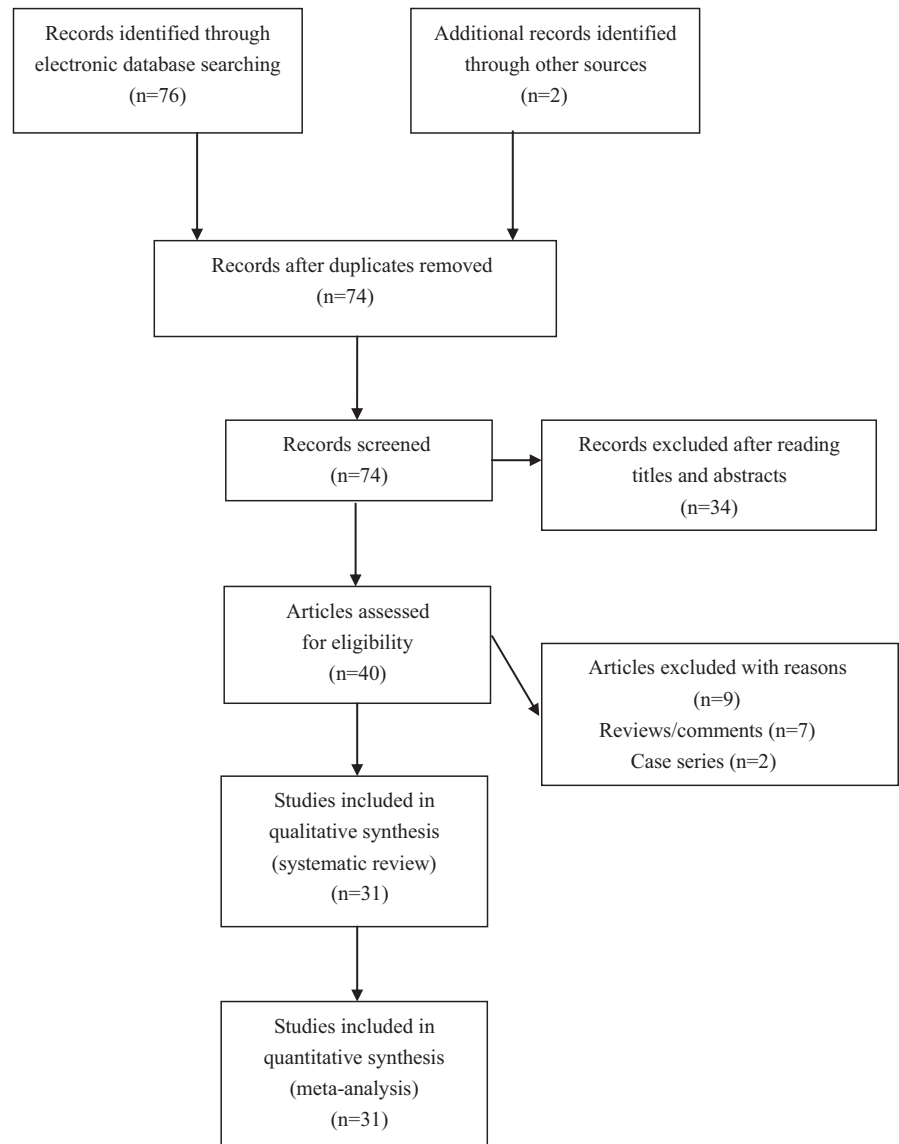 Records identified through
electronic database searching
(n=76)
Additional records identified
through other sources
(n=2)
Records after duplicates removed
(n=74)
Records screened
(n=74)
Records excluded after reading
titles and abstracts
(n=34)
Articles assessed
for eligibility
(n=40)
Articles excluded with reasons
(n=9)
Reviews/comments (n=7)
Case series (n=2)
Studies included in
qualitative synthesis
(systematic review)
(n=31)
Studies included in
quantitative synthesis
(meta-analysis)
(n=31)